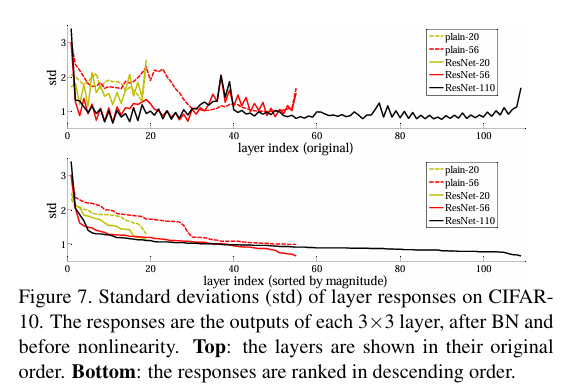 3
2
1
std
plain-20
plain-56
ResNet-20
ResNet-56
ResNet-110
0 20 40 60 80 100
layer index (original)
3
2
1
std
plain-20
plain-56
ResNet-20
ResNet-56
ResNet-110
0 20 40 60 80 100
layer index (sorted by magnitude)
Figure 7. Standard deviations (std) of layer responses on CIFAR-
10. The responses are the outputs of each 3×3 layer, after BN and
before nonlinearity. Top: the layers are shown in their original
order. Bottom: the responses are ranked in descending order.